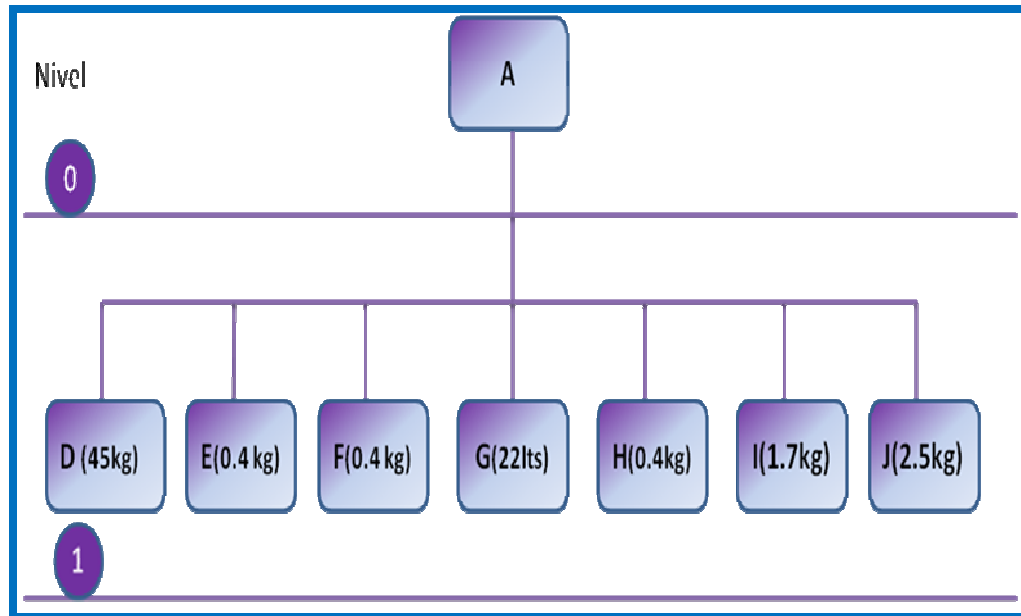 A
Nivel
0
D (45kg)
E(0.4 kg)
F(0.4 kg)
G(22lts)
H(0.4kg)
I(1.7kg)
J(2.5kg)
1